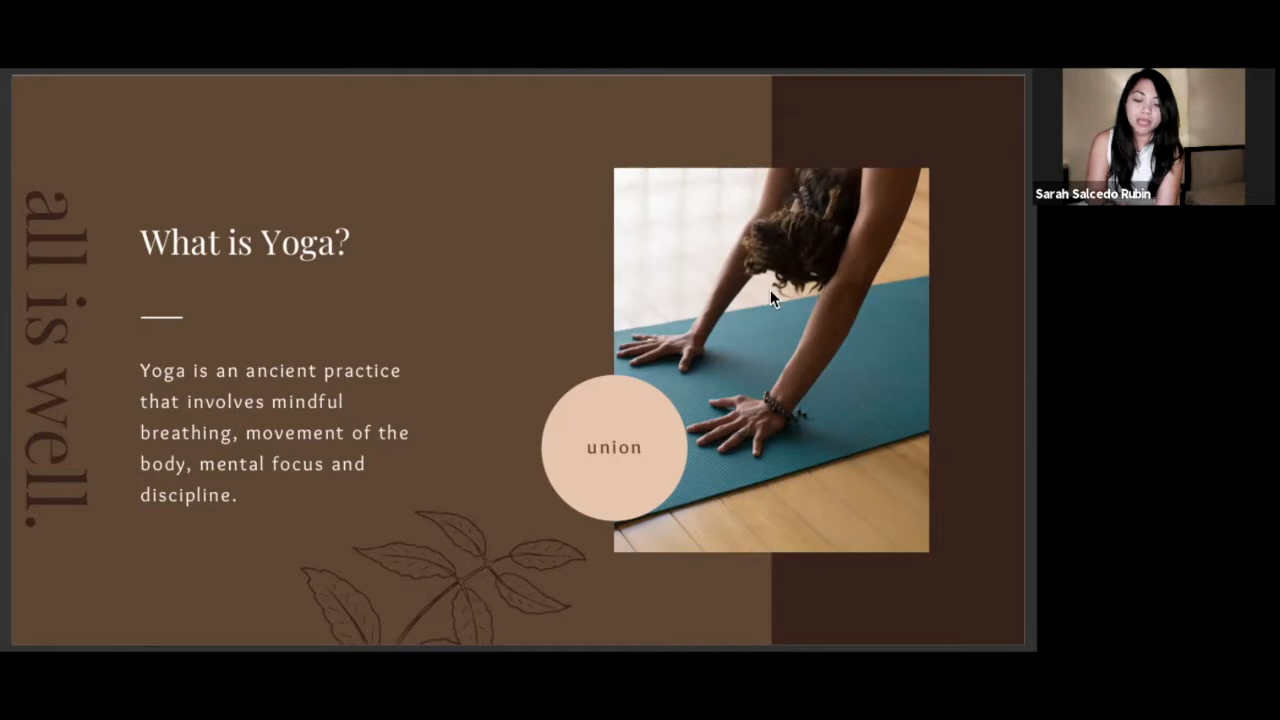 all is well.
What is Yoga?
Yoga is an ancient practice
that involves mindful
breathing, movement of the
body, mental focus and
discipline.
union
Sarah Salcedo Rubin